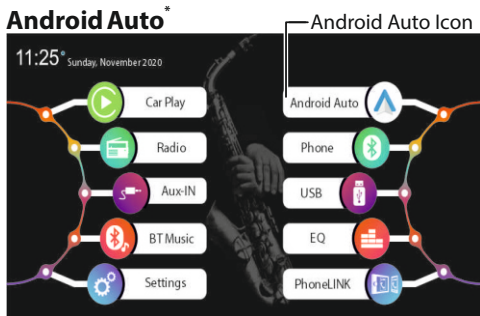 Android Auto*
Android Auto Icon
11:25° Sunday, November 2020
Car Play
Android Auto
Radio
Phone
Aux-IN
USB
BT Music
EQ
Settings
PhoneLINK